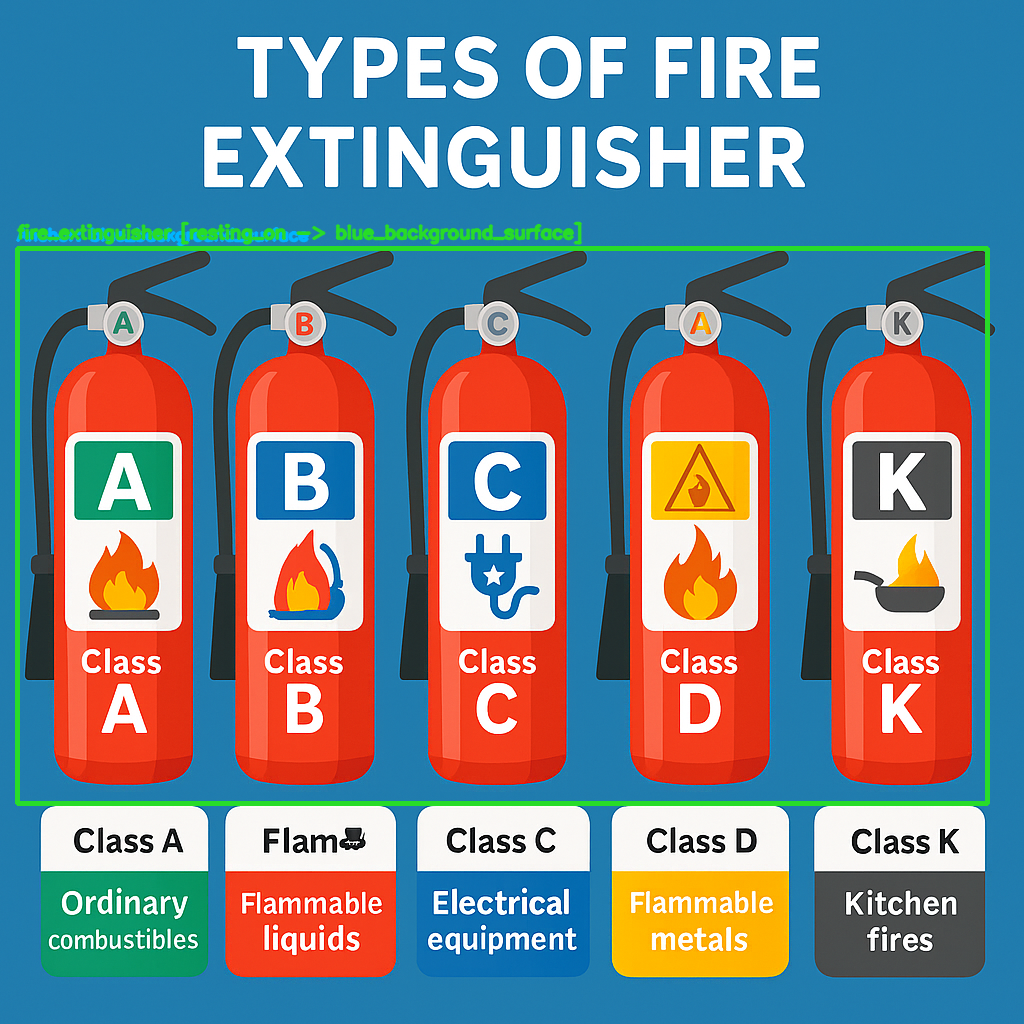 TYPES OF FIRE
EXTINGUISHER
fire_extinguisher [resting_on --> blue_background_surface]
A
B
C
A
K
A
B
C
K
Class
A
Class
B
Class
C
Class
D
Class
K
Class A
Flam
Class C
Class D
Class K
Ordinary
combustibles
Flammable
liquids
Electrical
equipment
Flammable
metals
Kitchen
fires